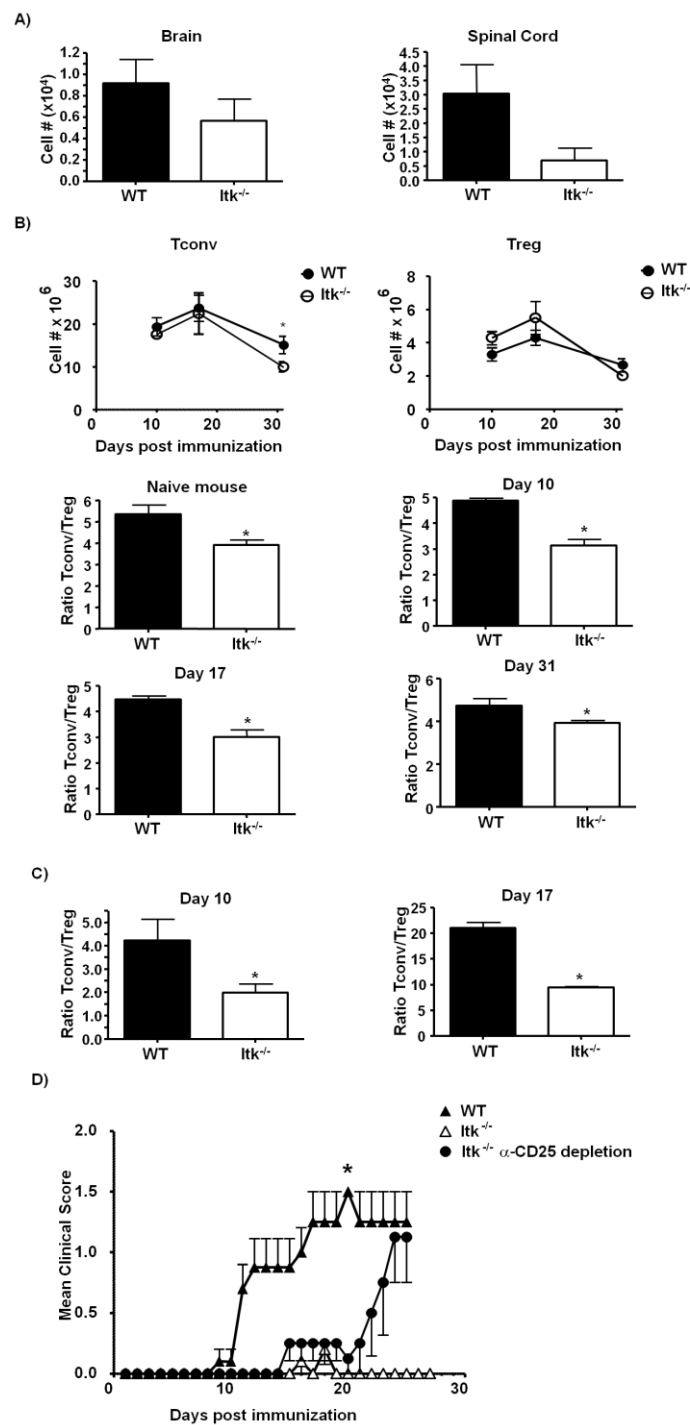 A)
Brain
Cell # (x10⁴)
1.2
1.0
0.8
0.6
0.4
0.2
0.0
WT
Itk-/-
Spinal Cord
Cell # (x10⁴)
4.5
4.0
3.5
3.0
2.5
2.0
1.5
1.0
0.5
0.0
WT
Itk-/-
B)
Tconv
WT
Itk-/-
Cell # x 10⁶
30
20
10
0
0 10 20 30
Days post immunization
*
Treg
WT
Itk-/-
Cell # x 10⁶
8
6
4
2
0
0 10 20 30
Days post immunization
Naive mouse
Ratio Tconv/Treg
6
5
4
3
2
1
0
*
WT
Itk-/-
Day 10
Ratio Tconv/Treg
5
4
3
2
1
0
*
WT
Itk-/-
Day 17
Ratio Tconv/Treg
5
4
3
2
1
0
*
WT
Itk-/-
Day 31
Ratio Tconv/Treg
6
4
2
0
*
WT
Itk-/-
C)
Day 10
Ratio Tconv/Treg
5.0
4.0
3.0
2.0
1.0
0.0
*
WT
Itk-/-
Day 17
Ratio Tconv/Treg
25
20
15
10
5
0
*
WT
Itk-/-
D)
WT
Itk -/-
Itk-/- α-CD25 depletion
Mean Clinical Score
2.0
1.5
1.0
0.5
0.0
*
0 10 20 30
Days post immunization